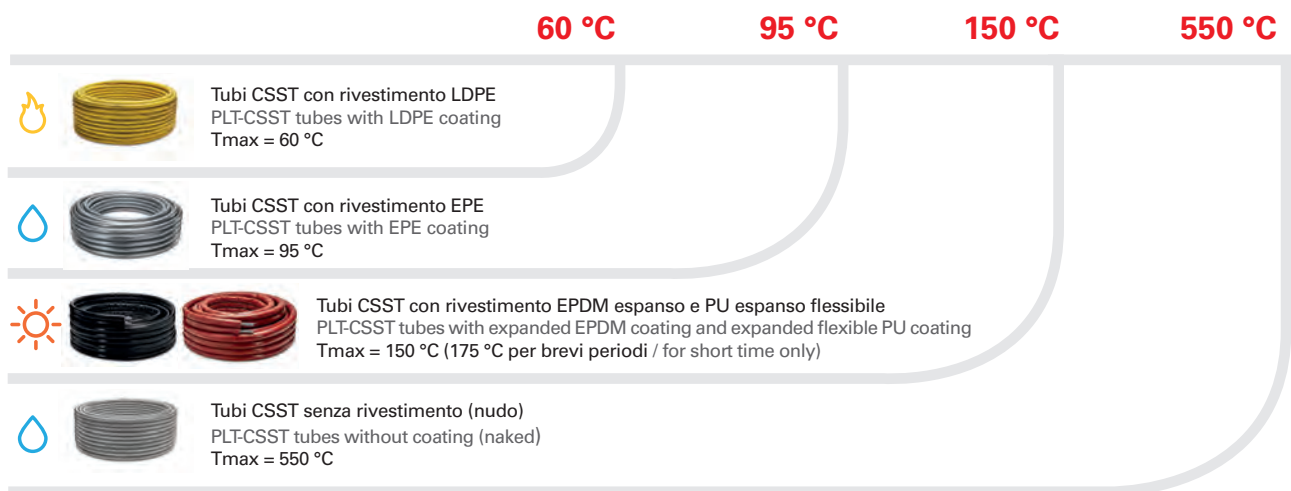 60 °C 95 °C 150 °C 550 °C
Tubi CSST con rivestimento LDPE
PLT-CSST tubes with LDPE coating
Tmax = 60 °C
Tubi CSST con rivestimento EPE
PLT-CSST tubes with EPE coating
Tmax = 95 °C
Tubi CSST con rivestimento EPDM espanso e PU espanso flessibile
PLT-CSST tubes with expanded EPDM coating and expanded flexible PU coating
Tmax = 150 °C (175 °C per brevi periodi / for short time only)
Tubi CSST senza rivestimento (nudo)
PLT-CSST tubes without coating (naked)
Tmax = 550 °C